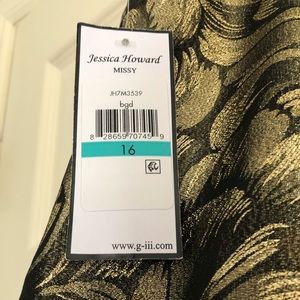 Jessica Howard
MISSY
JH7M3539
bgd
8 28659 70745 9
16
www.g-iii.com